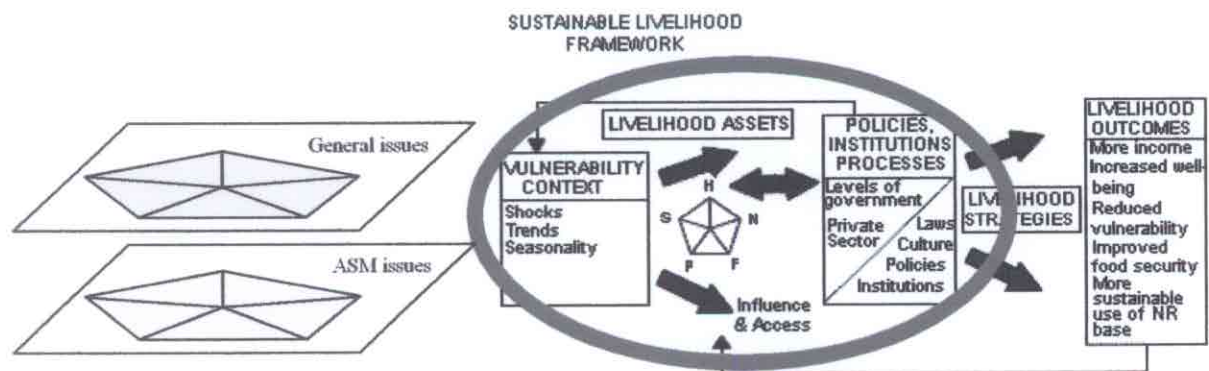 SUSTAINABLE LIVELIHOOD
FRAMEWORK
General issues
ASM issues
LIVELIHOOD ASSETS
VULNERABILITY
CONTEXT
Shocks
Trends
Seasonality
H
S
N
P
F
Influence
& Access
POLICIES,
INSTITUTIONS
PROCESSES
Levels of
government
Private
Sector
Laws
Culture
Policies
Institutions
LIVELIHOOD
STRATEGIES
LIVELIHOOD
OUTCOMES
More income
Increased well-
being
Reduced
vulnerability
Improved
food security
More
sustainable
use of NR
base